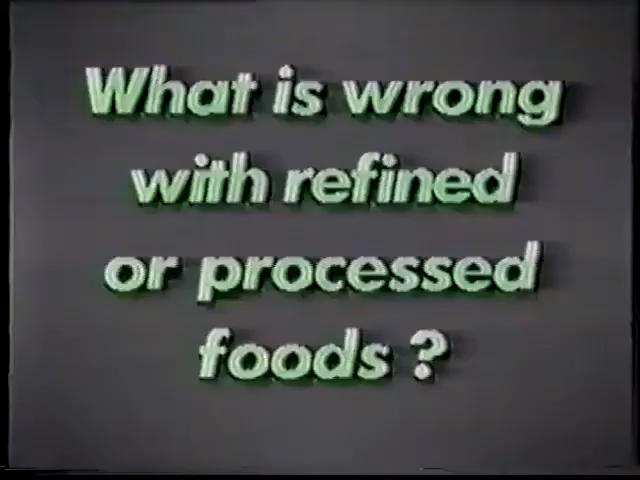 What is wrong
with refined
or processed
foods ?